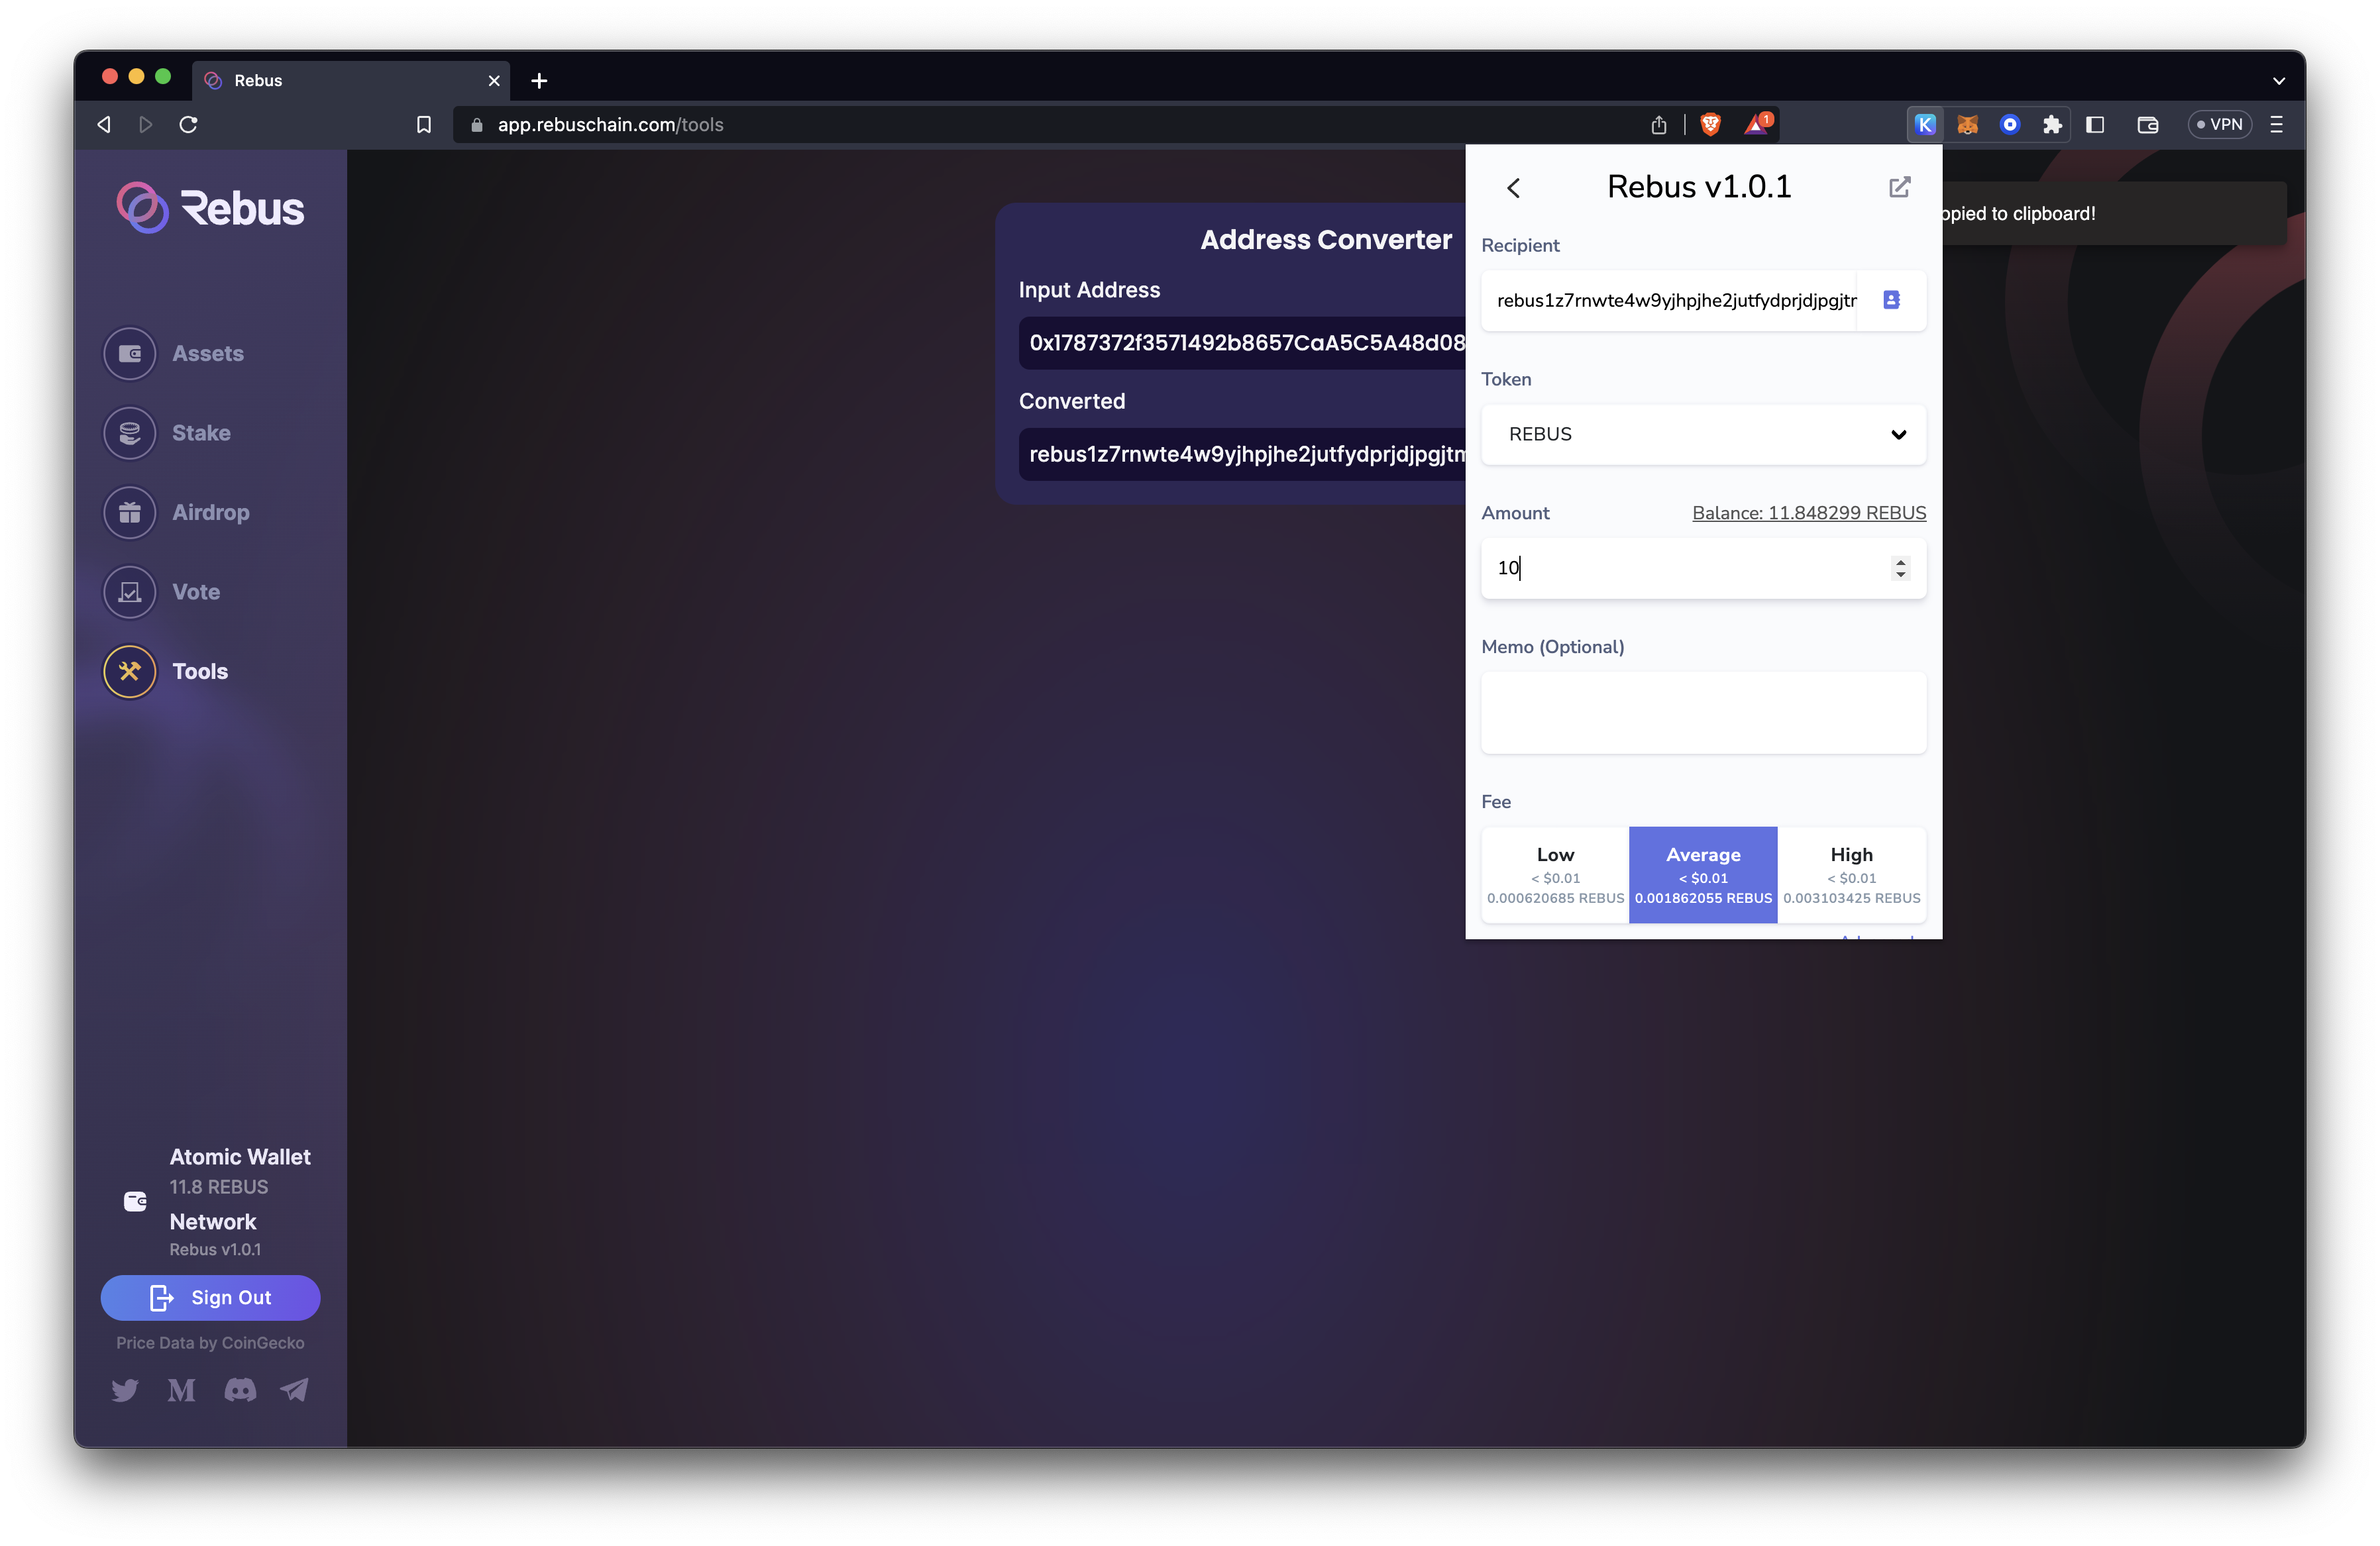 Rebus
app.rebuschain.com/tools
1
K
VPN
Rebus
Assets
Stake
Airdrop
Vote
Tools
Atomic Wallet
11.8 REBUS
Network
Rebus v1.0.1
Sign Out
Price Data by CoinGecko
M
Address Converter
Input Address
0x1787372f3571492b8657CaA5C5A48d08
Converted
rebus1z7rnwte4w9yjhpjhe2jutfydprjdjpgjtm
Rebus v1.0.1
opied to clipboard!
Recipient
rebus1z7rnwte4w9yjhpjhe2jutfydprjdjpgjtr
Token
REBUS
Amount
Balance: 11.848299 REBUS
10
Memo (Optional)
Fee
Low
< $0.01
0.000620685 REBUS
Average
< $0.01
0.001862055 REBUS
High
< $0.01
0.003103425 REBUS